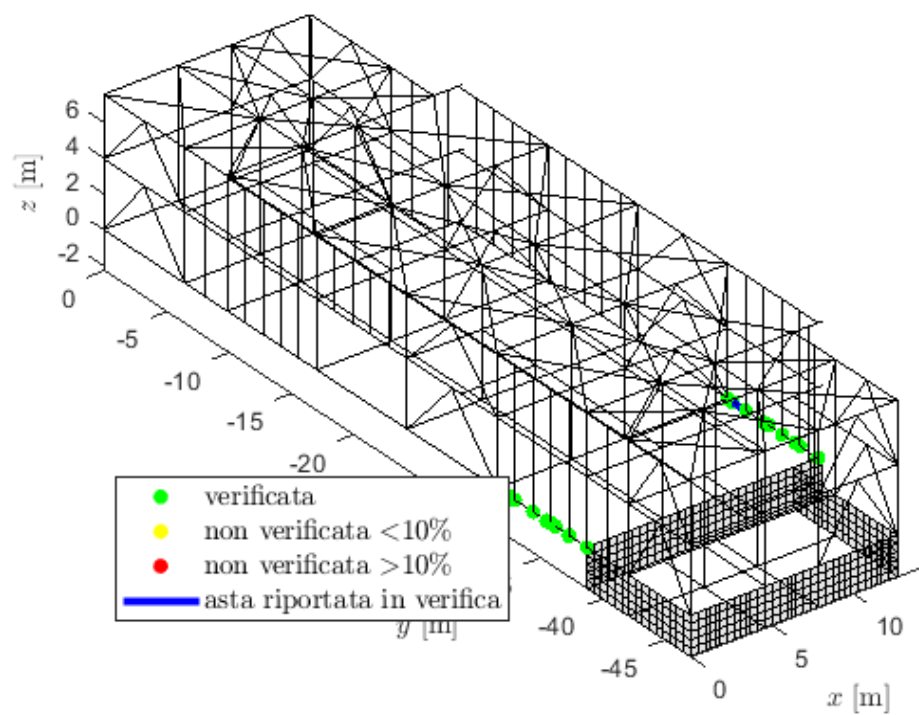 6
4
2
0
-2
z [m]
0
-5
-10
-15
-20
verificata
non verificata <10%
non verificata >10%
asta riportata in verifica
y [m]
-40
-45
0
5
10
x [m]